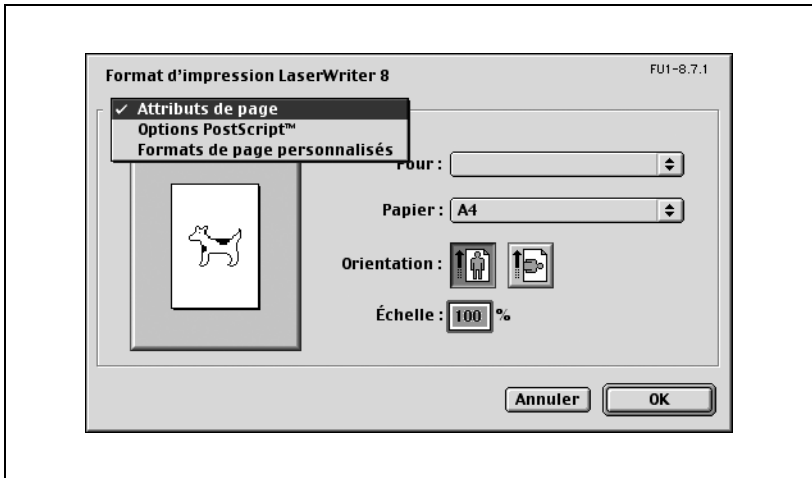 Format d'impression LaserWriter 8
FU1-8.7.1
✓ Attributs de page
Options PostScript™
Formats de page personnalisés
Pour :
Papier : A4
Orientation :
Échelle : 100 %
Annuler
OK